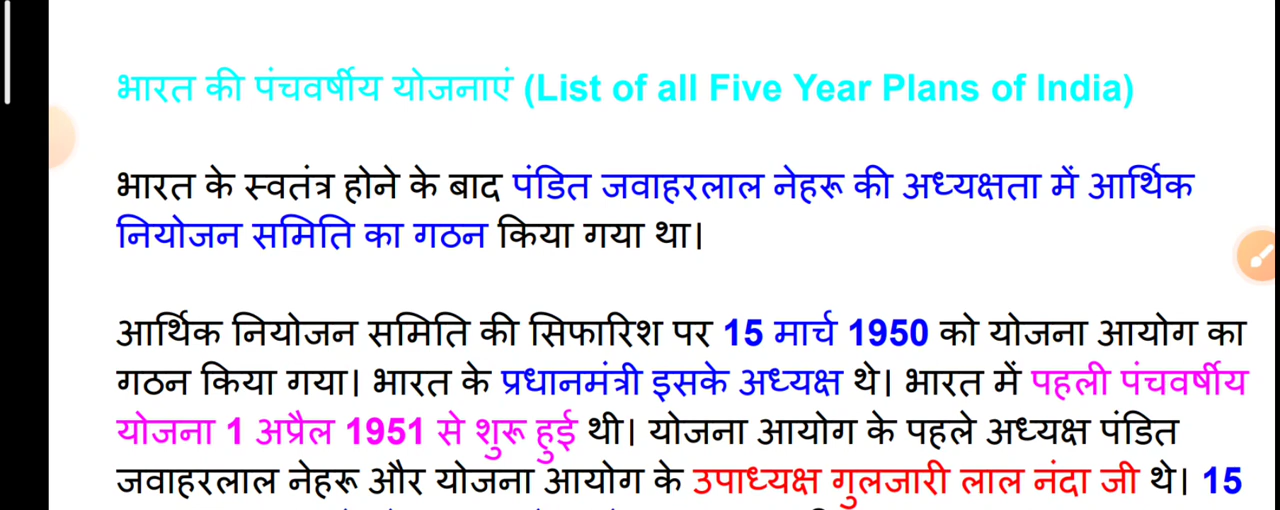 भारत की पंचवर्षीय योजनाएं (List of all Five Year Plans of India)
भारत के स्वतंत्र होने के बाद पंडित जवाहरलाल नेहरू की अध्यक्षता में आर्थिक
नियोजन समिति का गठन किया गया था।
आर्थिक नियोजन समिति की सिफारिश पर 15 मार्च 1950 को योजना आयोग का
गठन किया गया। भारत के प्रधानमंत्री इसके अध्यक्ष थे। भारत में पहली पंचवर्षीय
योजना 1 अप्रैल 1951 से शुरू हुई थी। योजना आयोग के पहले अध्यक्ष पंडित
जवाहरलाल नेहरू और योजना आयोग के उपाध्यक्ष गुलजारी लाल नंदा जी थे। 15